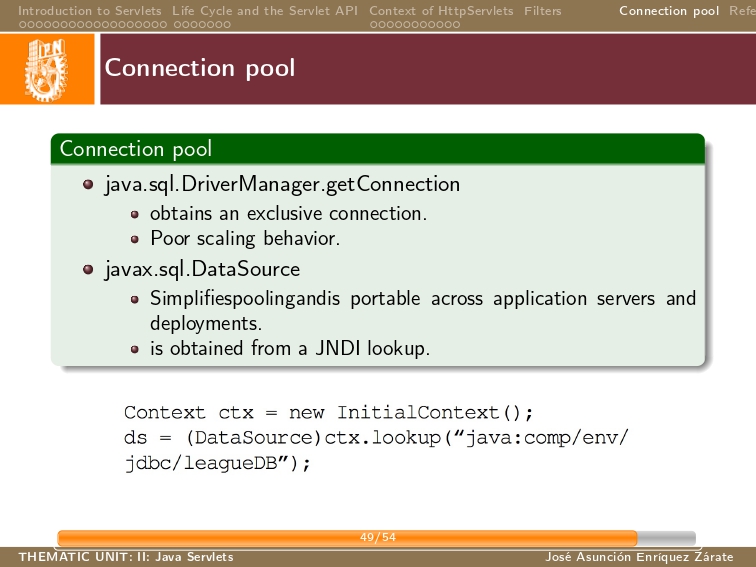 Introduction to Servlets Life Cycle and the Servlet API Context of HttpServlets Filters Connection pool Refe
IPN
Connection pool
Connection pool
java.sql.DriverManager.getConnection
obtains an exclusive connection.
Poor scaling behavior.
javax.sql.DataSource
Simplifiespoolingandis portable across application servers and
deployments.
is obtained from a JNDI lookup.
Context ctx = new InitialContext();
ds = (DataSource)ctx.lookup(“java:comp/env/
jdbc/leagueDB”);
49/54
THEMATIC UNIT: II: Java Servlets José Asunción Enríquez Zárate